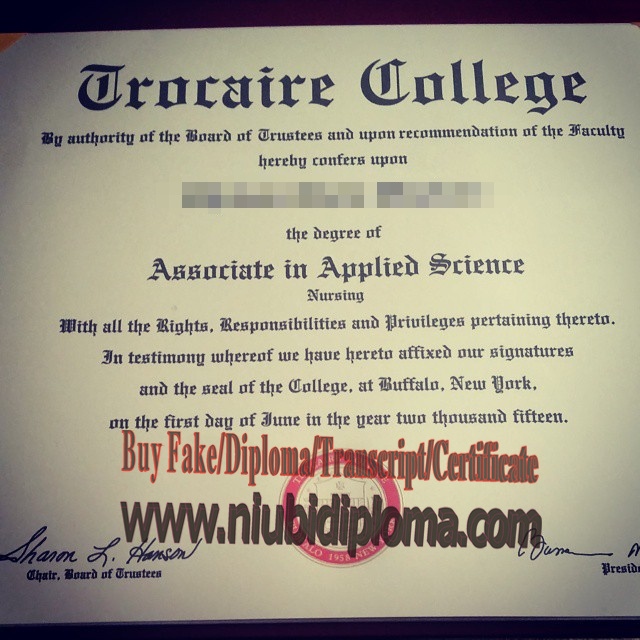 Trocaire College
By authority of the Board of Trustees and upon recommendation of the Faculty
hereby confers upon
the degree of
Associate in Applied Science
Nursing
With all the Rights, Responsibilities and Privileges pertaining thereto.
In testimony whereof we have hereto affixed our signatures
and the seal of the College, at Buffalo, New York,
on the first day of June in the year two thousand fifteen.
Buy Fake/Diploma/Transcript/Certificate
www.niubidiploma.com
1958 NEW
Sharon L. Hanson
Chair, Board of Trustees